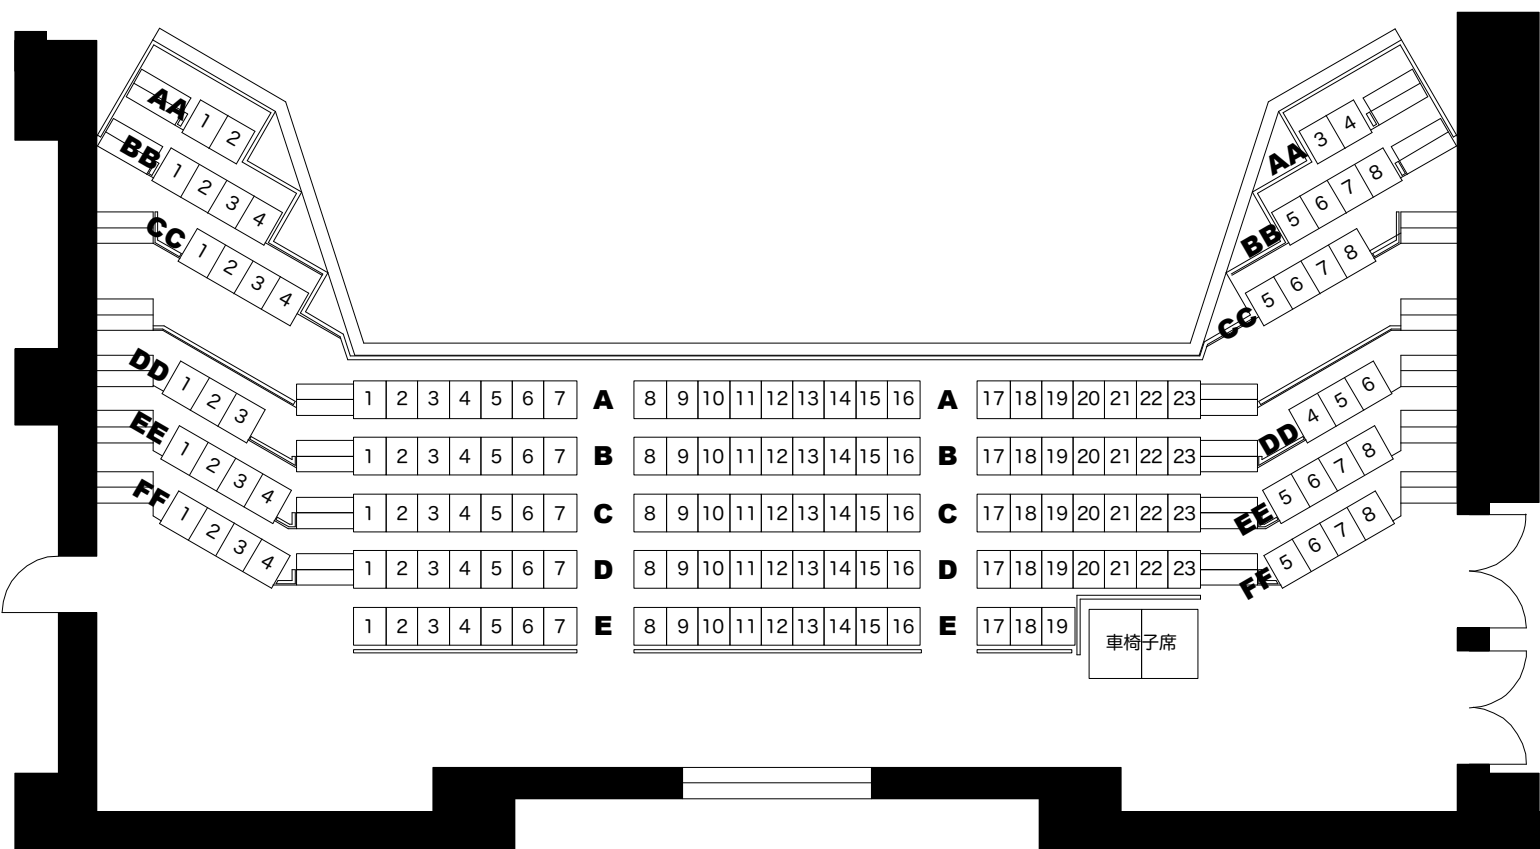 AA 1 2
AA 3 4
BB 1 2 3 4
BB 5 6 7 8
CC 1 2 3 4
CC 5 6 7 8
DD 1 2 3
DD 4 5 6
EE 1 2 3 4
EE 5 6 7 8
FF 1 2 3 4
FF 5 6 7 8
1 2 3 4 5 6 7 A 8 9 10 11 12 13 14 15 16 A 17 18 19 20 21 22 23
1 2 3 4 5 6 7 B 8 9 10 11 12 13 14 15 16 B 17 18 19 20 21 22 23
1 2 3 4 5 6 7 C 8 9 10 11 12 13 14 15 16 C 17 18 19 20 21 22 23
1 2 3 4 5 6 7 D 8 9 10 11 12 13 14 15 16 D 17 18 19 20 21 22 23
1 2 3 4 5 6 7 E 8 9 10 11 12 13 14 15 16 E 17 18 19
車椅子席